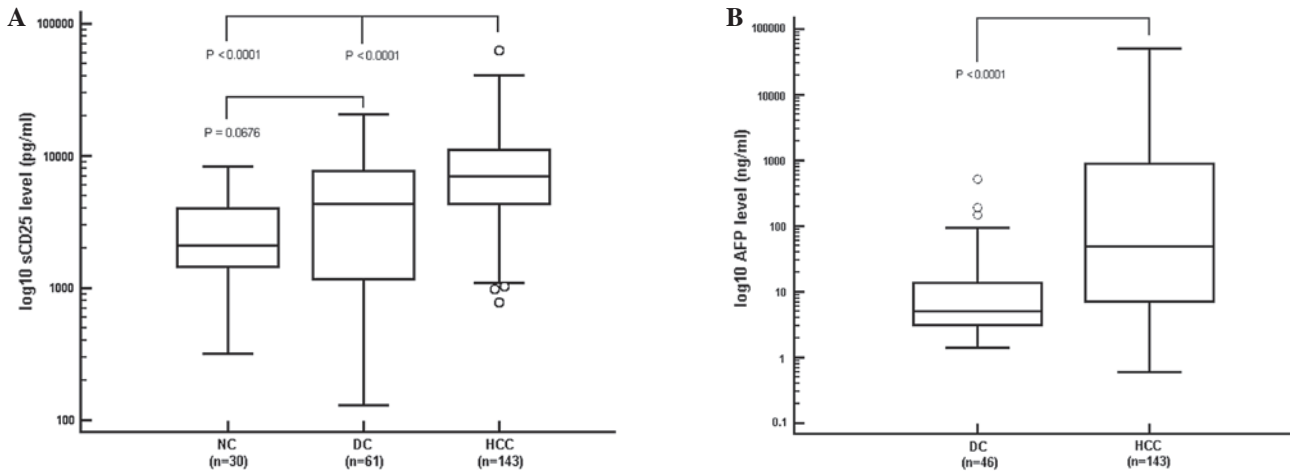 A
log10 sCD25 level (pg/ml)
100000
10000
1000
100
P <0.0001
P <0.0001
P = 0.0676
NC
(n=30)
DC
(n=61)
HCC
(n=143)
B
log10 AFP level (ng/ml)
100000
10000
1000
100
10
1
0.1
P <0.0001
DC
(n=46)
HCC
(n=143)